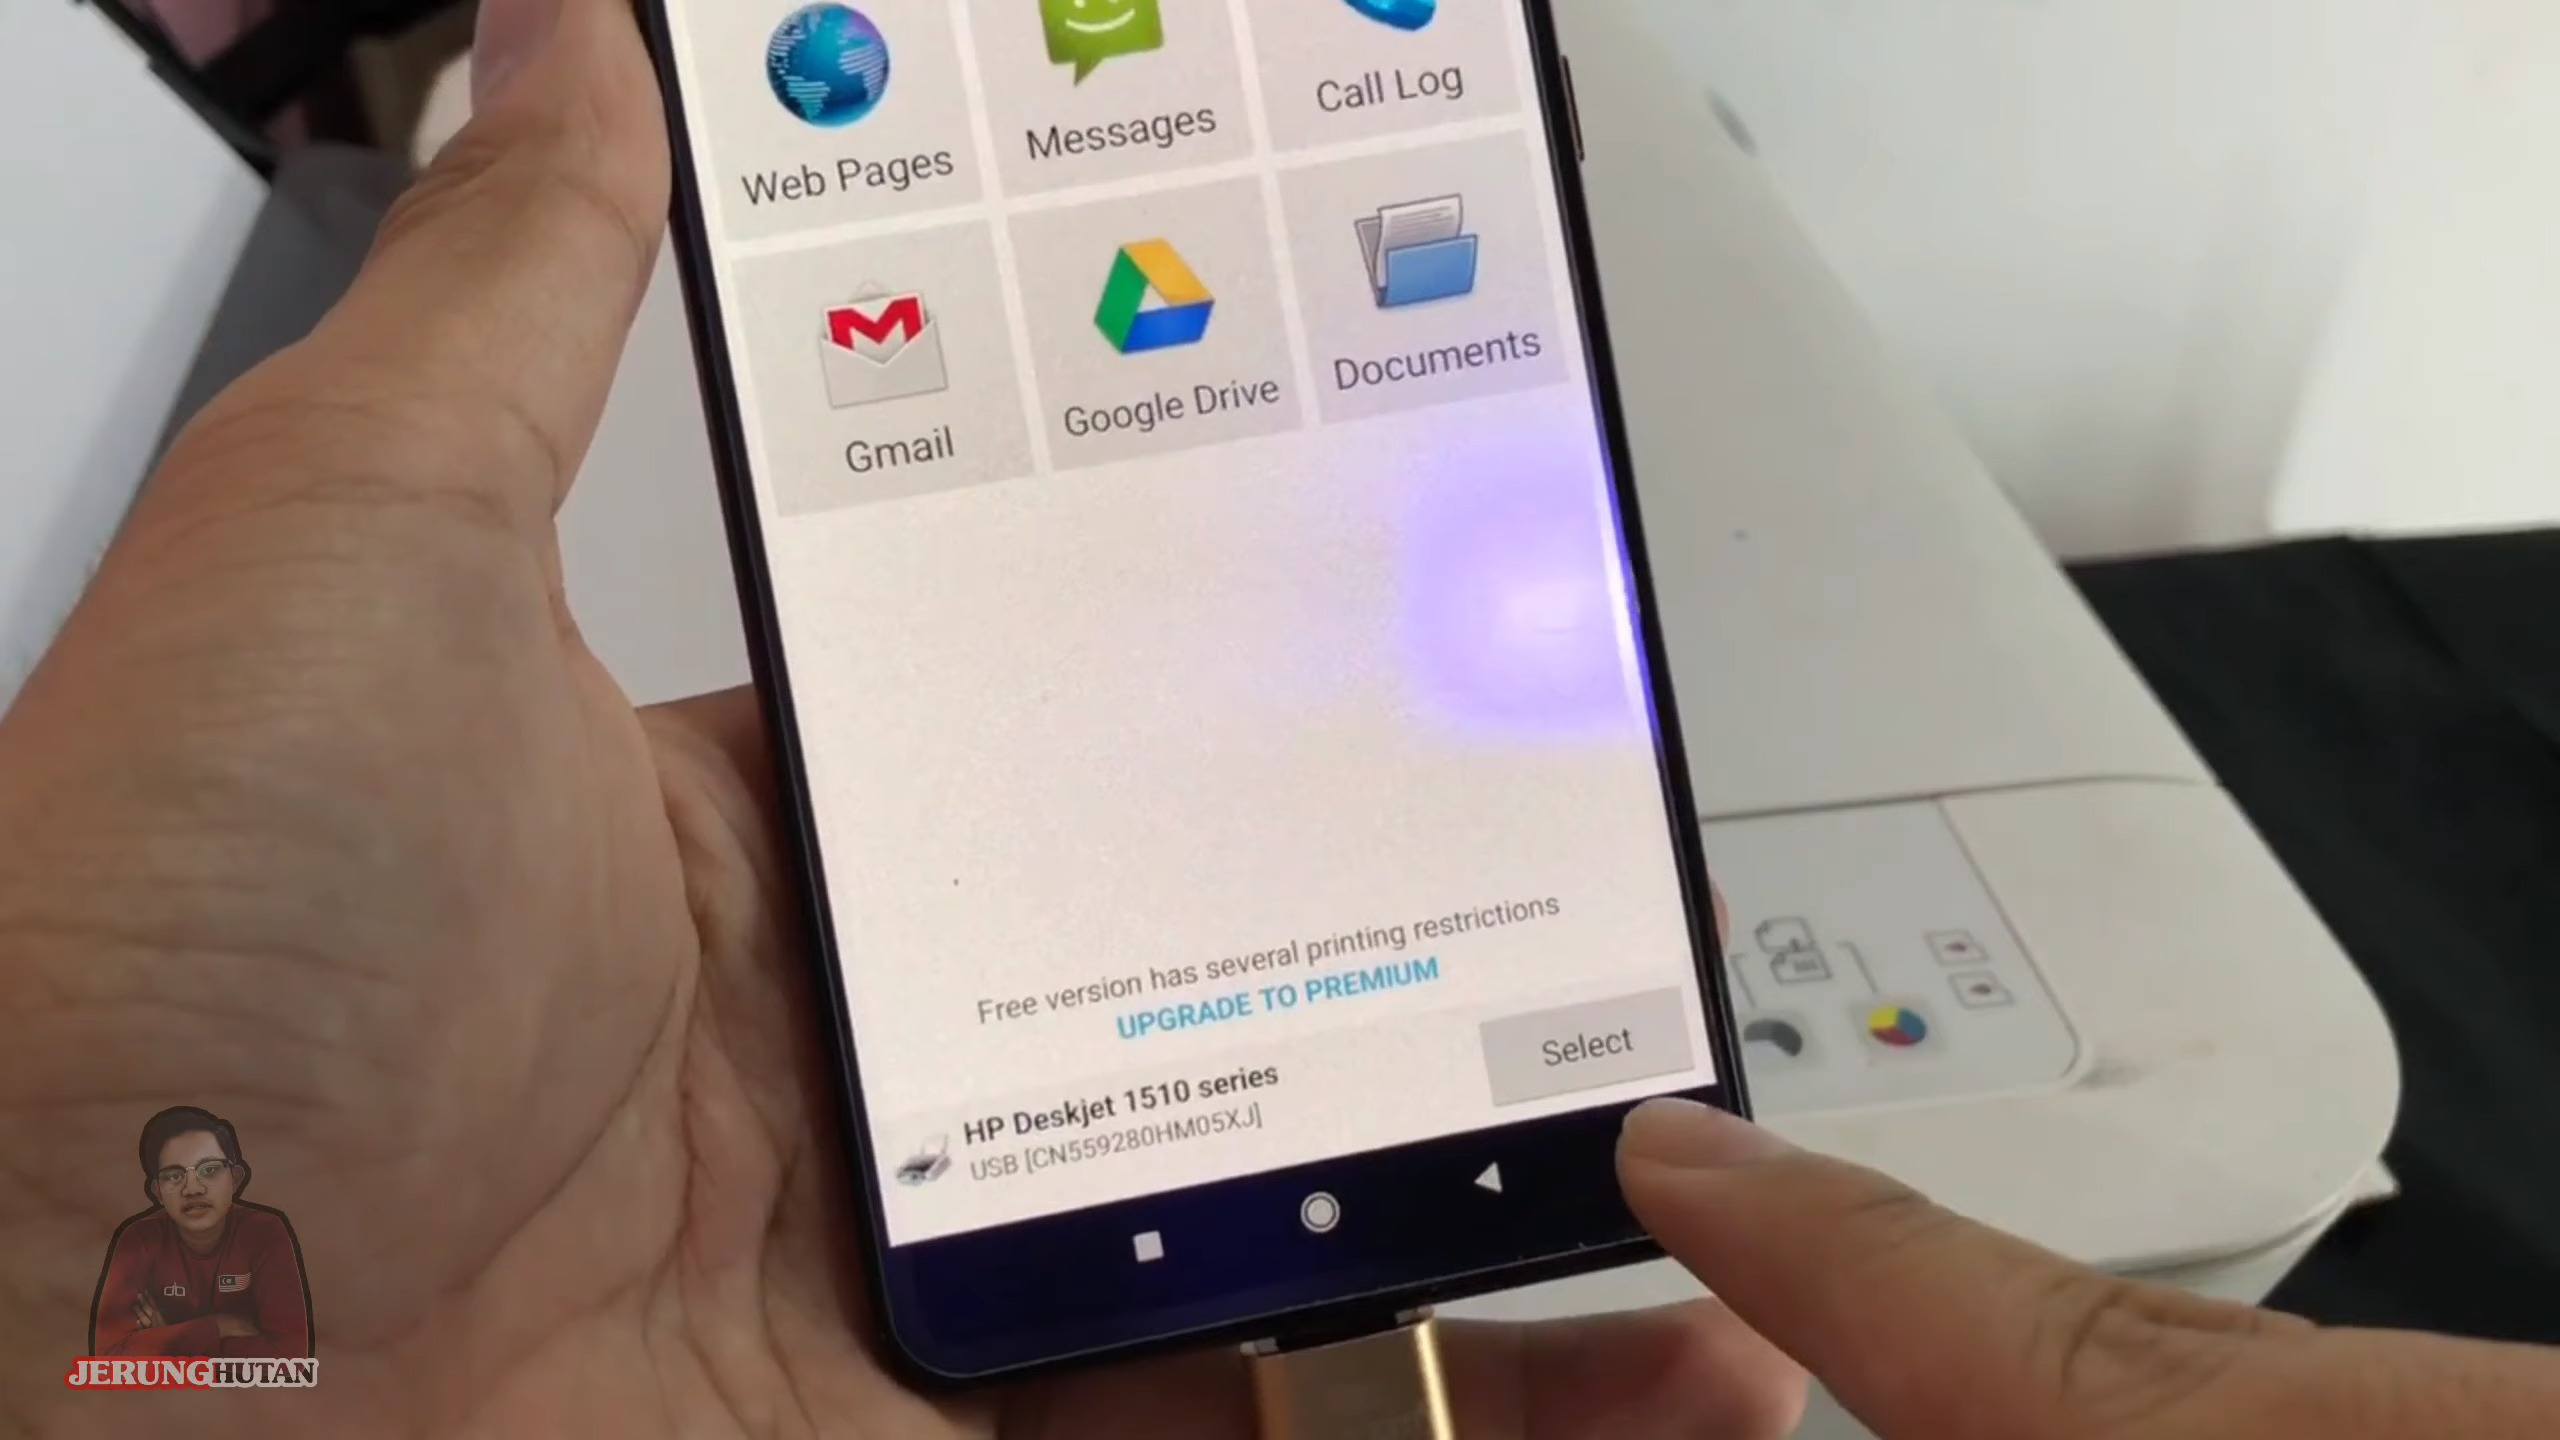 Web Pages
Messages
Call Log
Gmail
Google Drive
Documents
Free version has several printing restrictions
UPGRADE TO PREMIUM
HP Deskjet 1510 series
USB [CN559280HM05XJ]
Select
JERUNGHUTAN